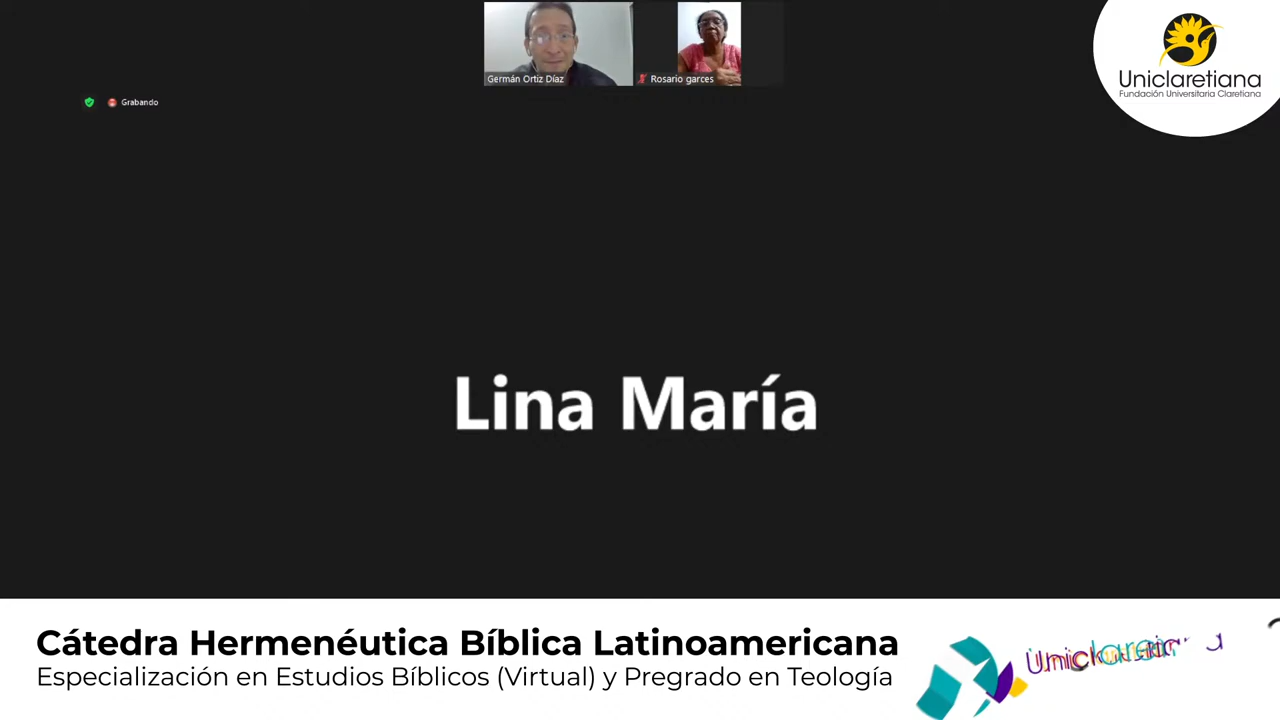 Germán Ortiz Díaz
Rosario garces
Uniclaretiana
Fundación Universitaria Claretiana
Grabando
Lina María
Cátedra Hermenéutica Bíblica Latinoamericana
Especialización en Estudios Bíblicos (Virtual) y Pregrado en Teología